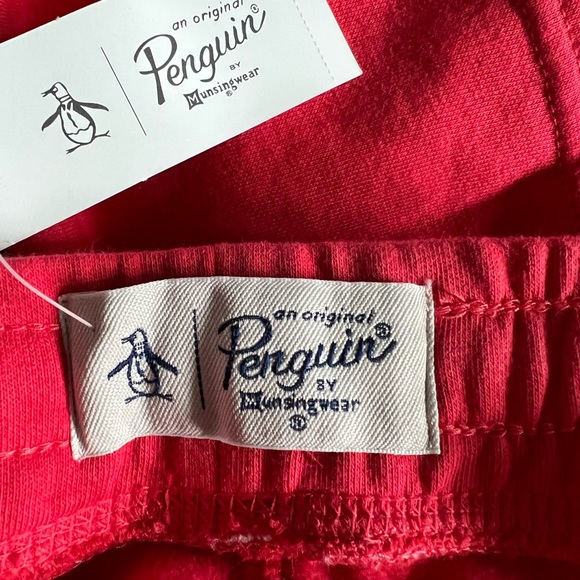 an original
Penguin®
BY
Munsingwear
®
an original
Penguin®
BY
Munsingwear
®